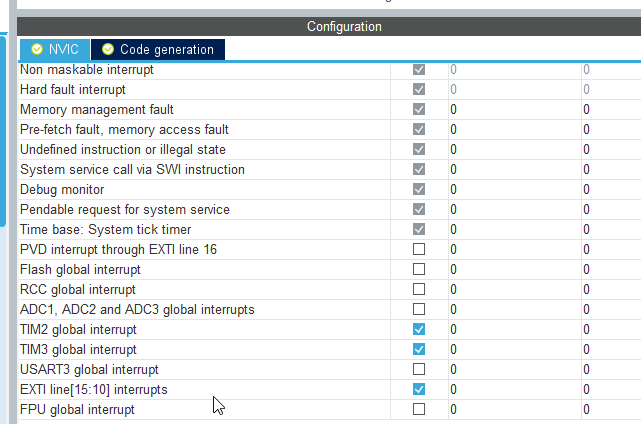 Configuration
NVIC Code generation
Non maskable interrupt 0 0
Hard fault interrupt 0 0
Memory management fault 0 0
Pre-fetch fault, memory access fault 0 0
Undefined instruction or illegal state 0 0
System service call via SWI instruction 0 0
Debug monitor 0 0
Pendable request for system service 0 0
Time base: System tick timer 0 0
PVD interrupt through EXTI line 16 0 0
Flash global interrupt 0 0
RCC global interrupt 0 0
ADC1, ADC2 and ADC3 global interrupts 0 0
TIM2 global interrupt 0 0
TIM3 global interrupt 0 0
USART3 global interrupt 0 0
EXTI line[15:10] interrupts 0 0
FPU global interrupt 0 0